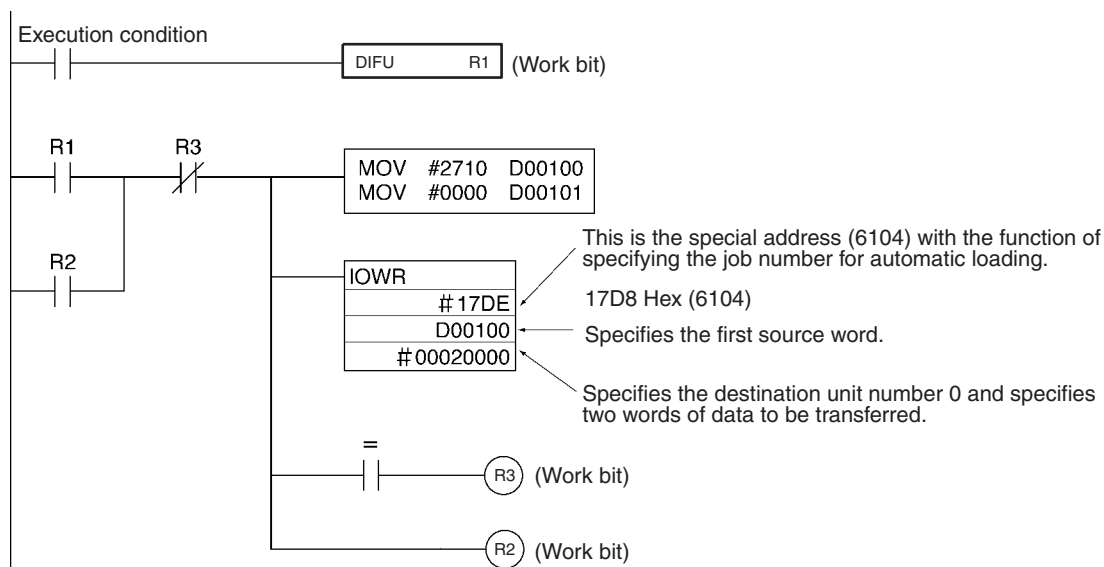 Execution condition
DIFU R1 (Work bit)
R1 R3
MOV #2710 D00100
MOV #0000 D00101
This is the special address (6104) with the function of
specifying the job number for automatic loading.
R2
IOWR
#17DE
17D8 Hex (6104)
D00100
Specifies the first source word.
#00020000
Specifies the destination unit number 0 and specifies
two words of data to be transferred.
=
R3 (Work bit)
R2 (Work bit)